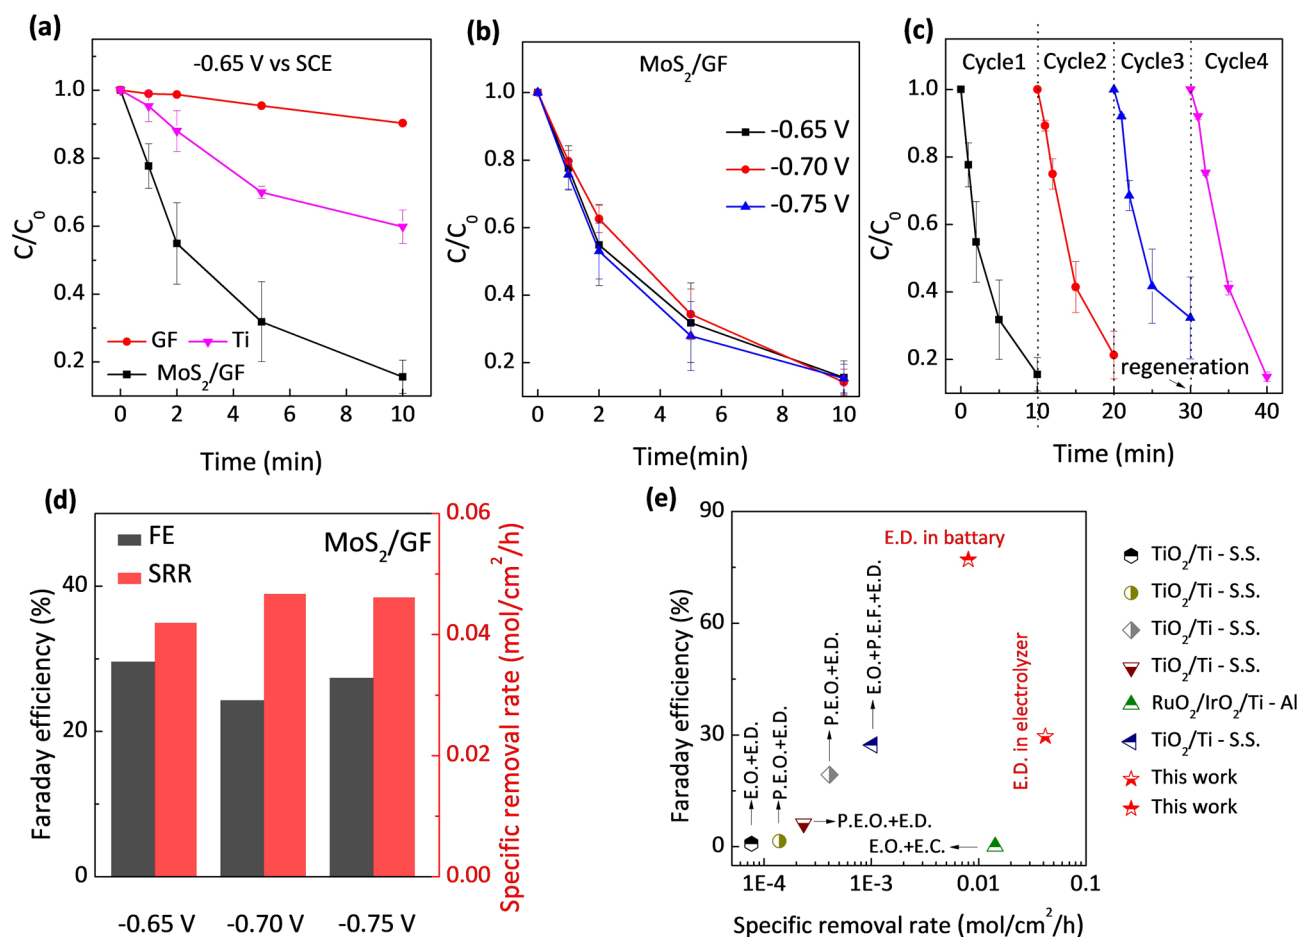 (a)
-0.65 V vs SCE
1.0
0.8
0.6
0.4
0.2
C/C0
GF
Ti
MoS2/GF
0
2
4
6
8
10
Time (min)
(b)
MoS2/GF
-0.65 V
-0.70 V
-0.75 V
1.0
0.8
0.6
0.4
0.2
C/C0
0
2
4
6
8
10
Time(min)
(c)
Cycle1
Cycle2
Cycle3
Cycle4
1.0
0.8
0.6
0.4
0.2
C/C0
regeneration
0
10
20
30
40
Time (min)
(d)
FE
SRR
MoS2/GF
40
20
0
Faraday efficiency (%)
0.06
0.04
0.02
0.00
Specific removal rate (mol/cm2/h)
-0.65 V
-0.70 V
-0.75 V
(e)
90
60
30
0
Faraday efficiency (%)
E.D. in battary
E.D. in electrolyzer
E.O.+E.D.
P.E.O.+E.D.
P.E.O.+E.D.
E.O.+P.E.F.+E.D.
P.E.O.+E.D.
E.O.+E.C.
1E-4
1E-3
0.01
0.1
Specific removal rate (mol/cm2/h)
TiO2/Ti - S.S.
TiO2/Ti - S.S.
TiO2/Ti - S.S.
TiO2/Ti - S.S.
RuO2/IrO2/Ti - Al
TiO2/Ti - S.S.
This work
This work